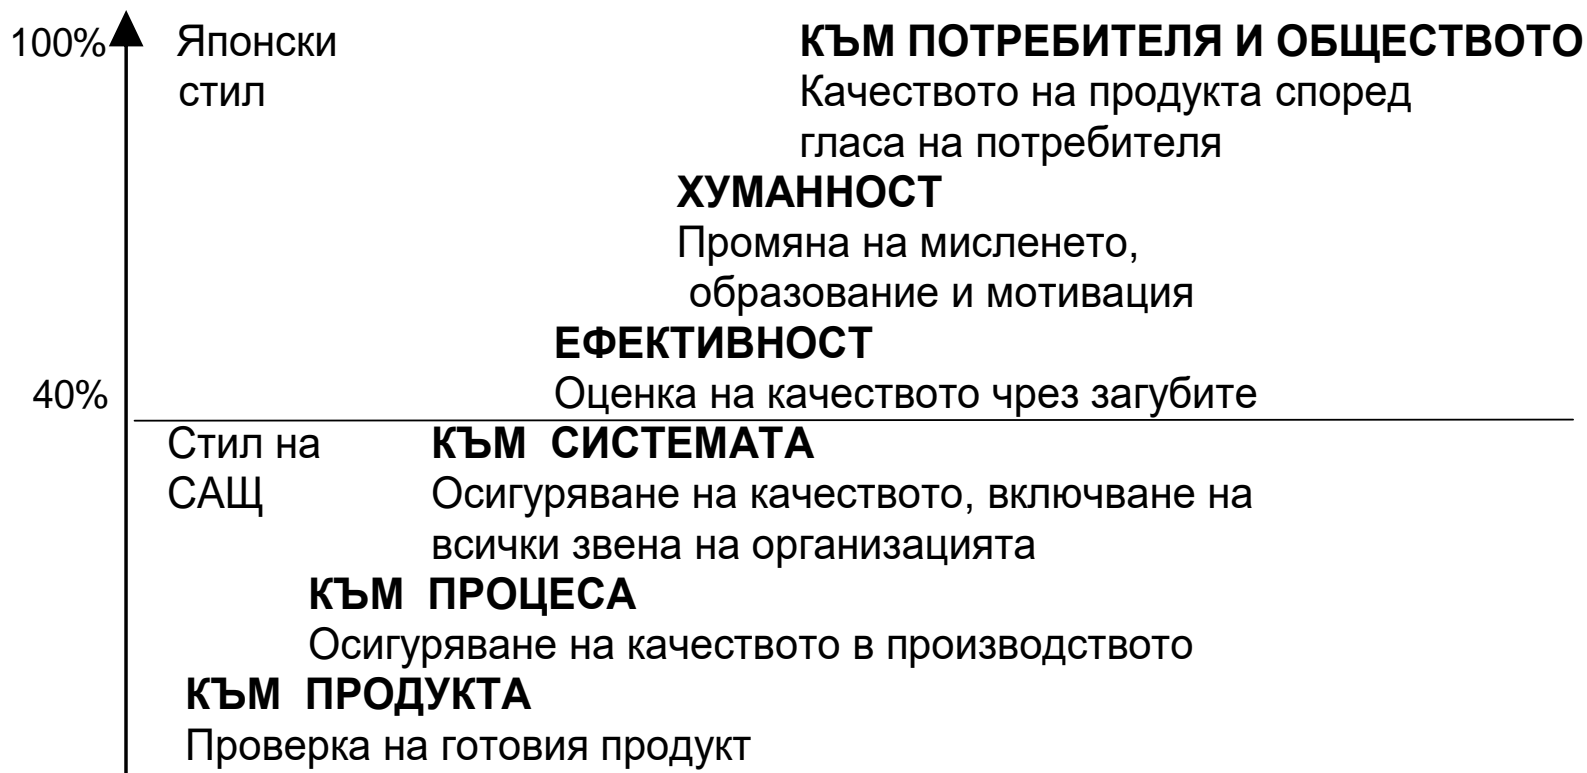 100% Японски КЪМ ПОТРЕБИТЕЛЯ И ОБЩЕСТВОТО
стил Качеството на продукта според
гласа на потребителя
ХУМАННОСТ
Промяна на мисленето,
образование и мотивация
ЕФЕКТИВНОСТ
40% Оценка на качеството чрез загубите
Стил на КЪМ СИСТЕМАТА
САЩ Осигуряване на качеството, включване на
всички звена на организацията
КЪМ ПРОЦЕСА
Осигуряване на качеството в производството
КЪМ ПРОДУКТА
Проверка на готовия продукт